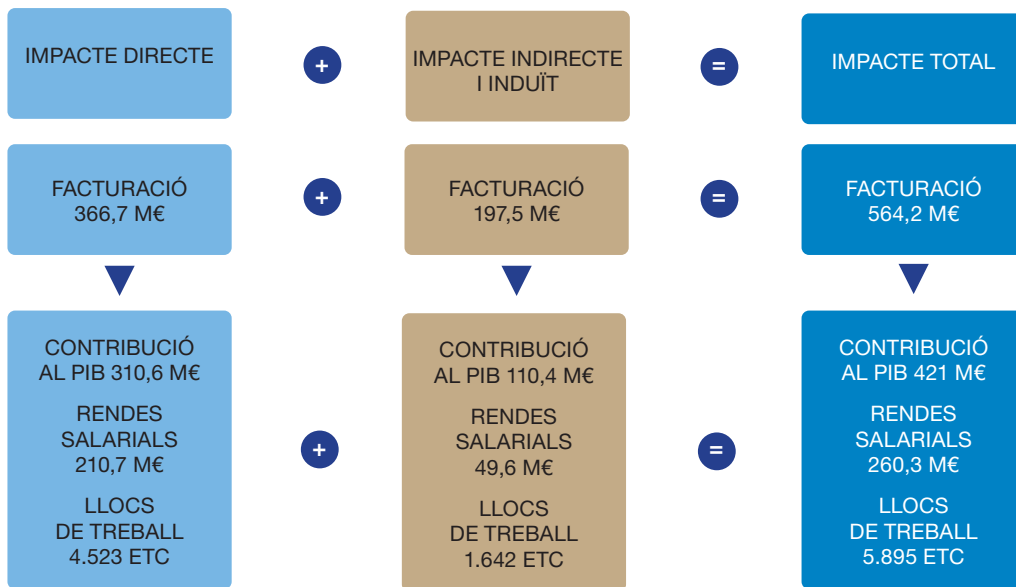 IMPACTE DIRECTE
+
IMPACTE INDIRECTE
I INDUÏT
=
IMPACTE TOTAL
FACTURACIÓ
366,7 M€
+
FACTURACIÓ
197,5 M€
=
FACTURACIÓ
564,2 M€
CONTRIBUCIÓ
AL PIB 310,6 M€
RENDES
SALARIALS
210,7 M€
LLOCS
DE TREBALL
4.523 ETC
+
CONTRIBUCIÓ
AL PIB 110,4 M€
RENDES
SALARIALS
49,6 M€
LLOCS
DE TREBALL
1.642 ETC
=
CONTRIBUCIÓ
AL PIB 421 M€
RENDES
SALARIALS
260,3 M€
LLOCS
DE TREBALL
5.895 ETC